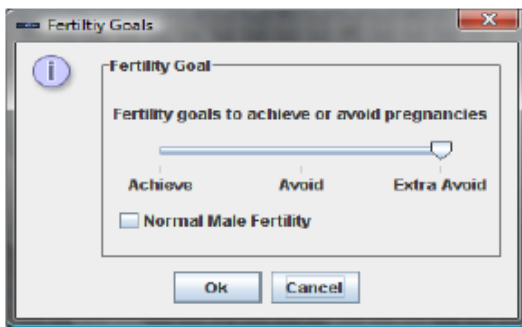 Fertiltiy Goals
Fertility Goal
Fertility goals to achieve or avoid pregnancies
Achieve Avoid Extra Avoid
Normal Male Fertility
Ok Cancel